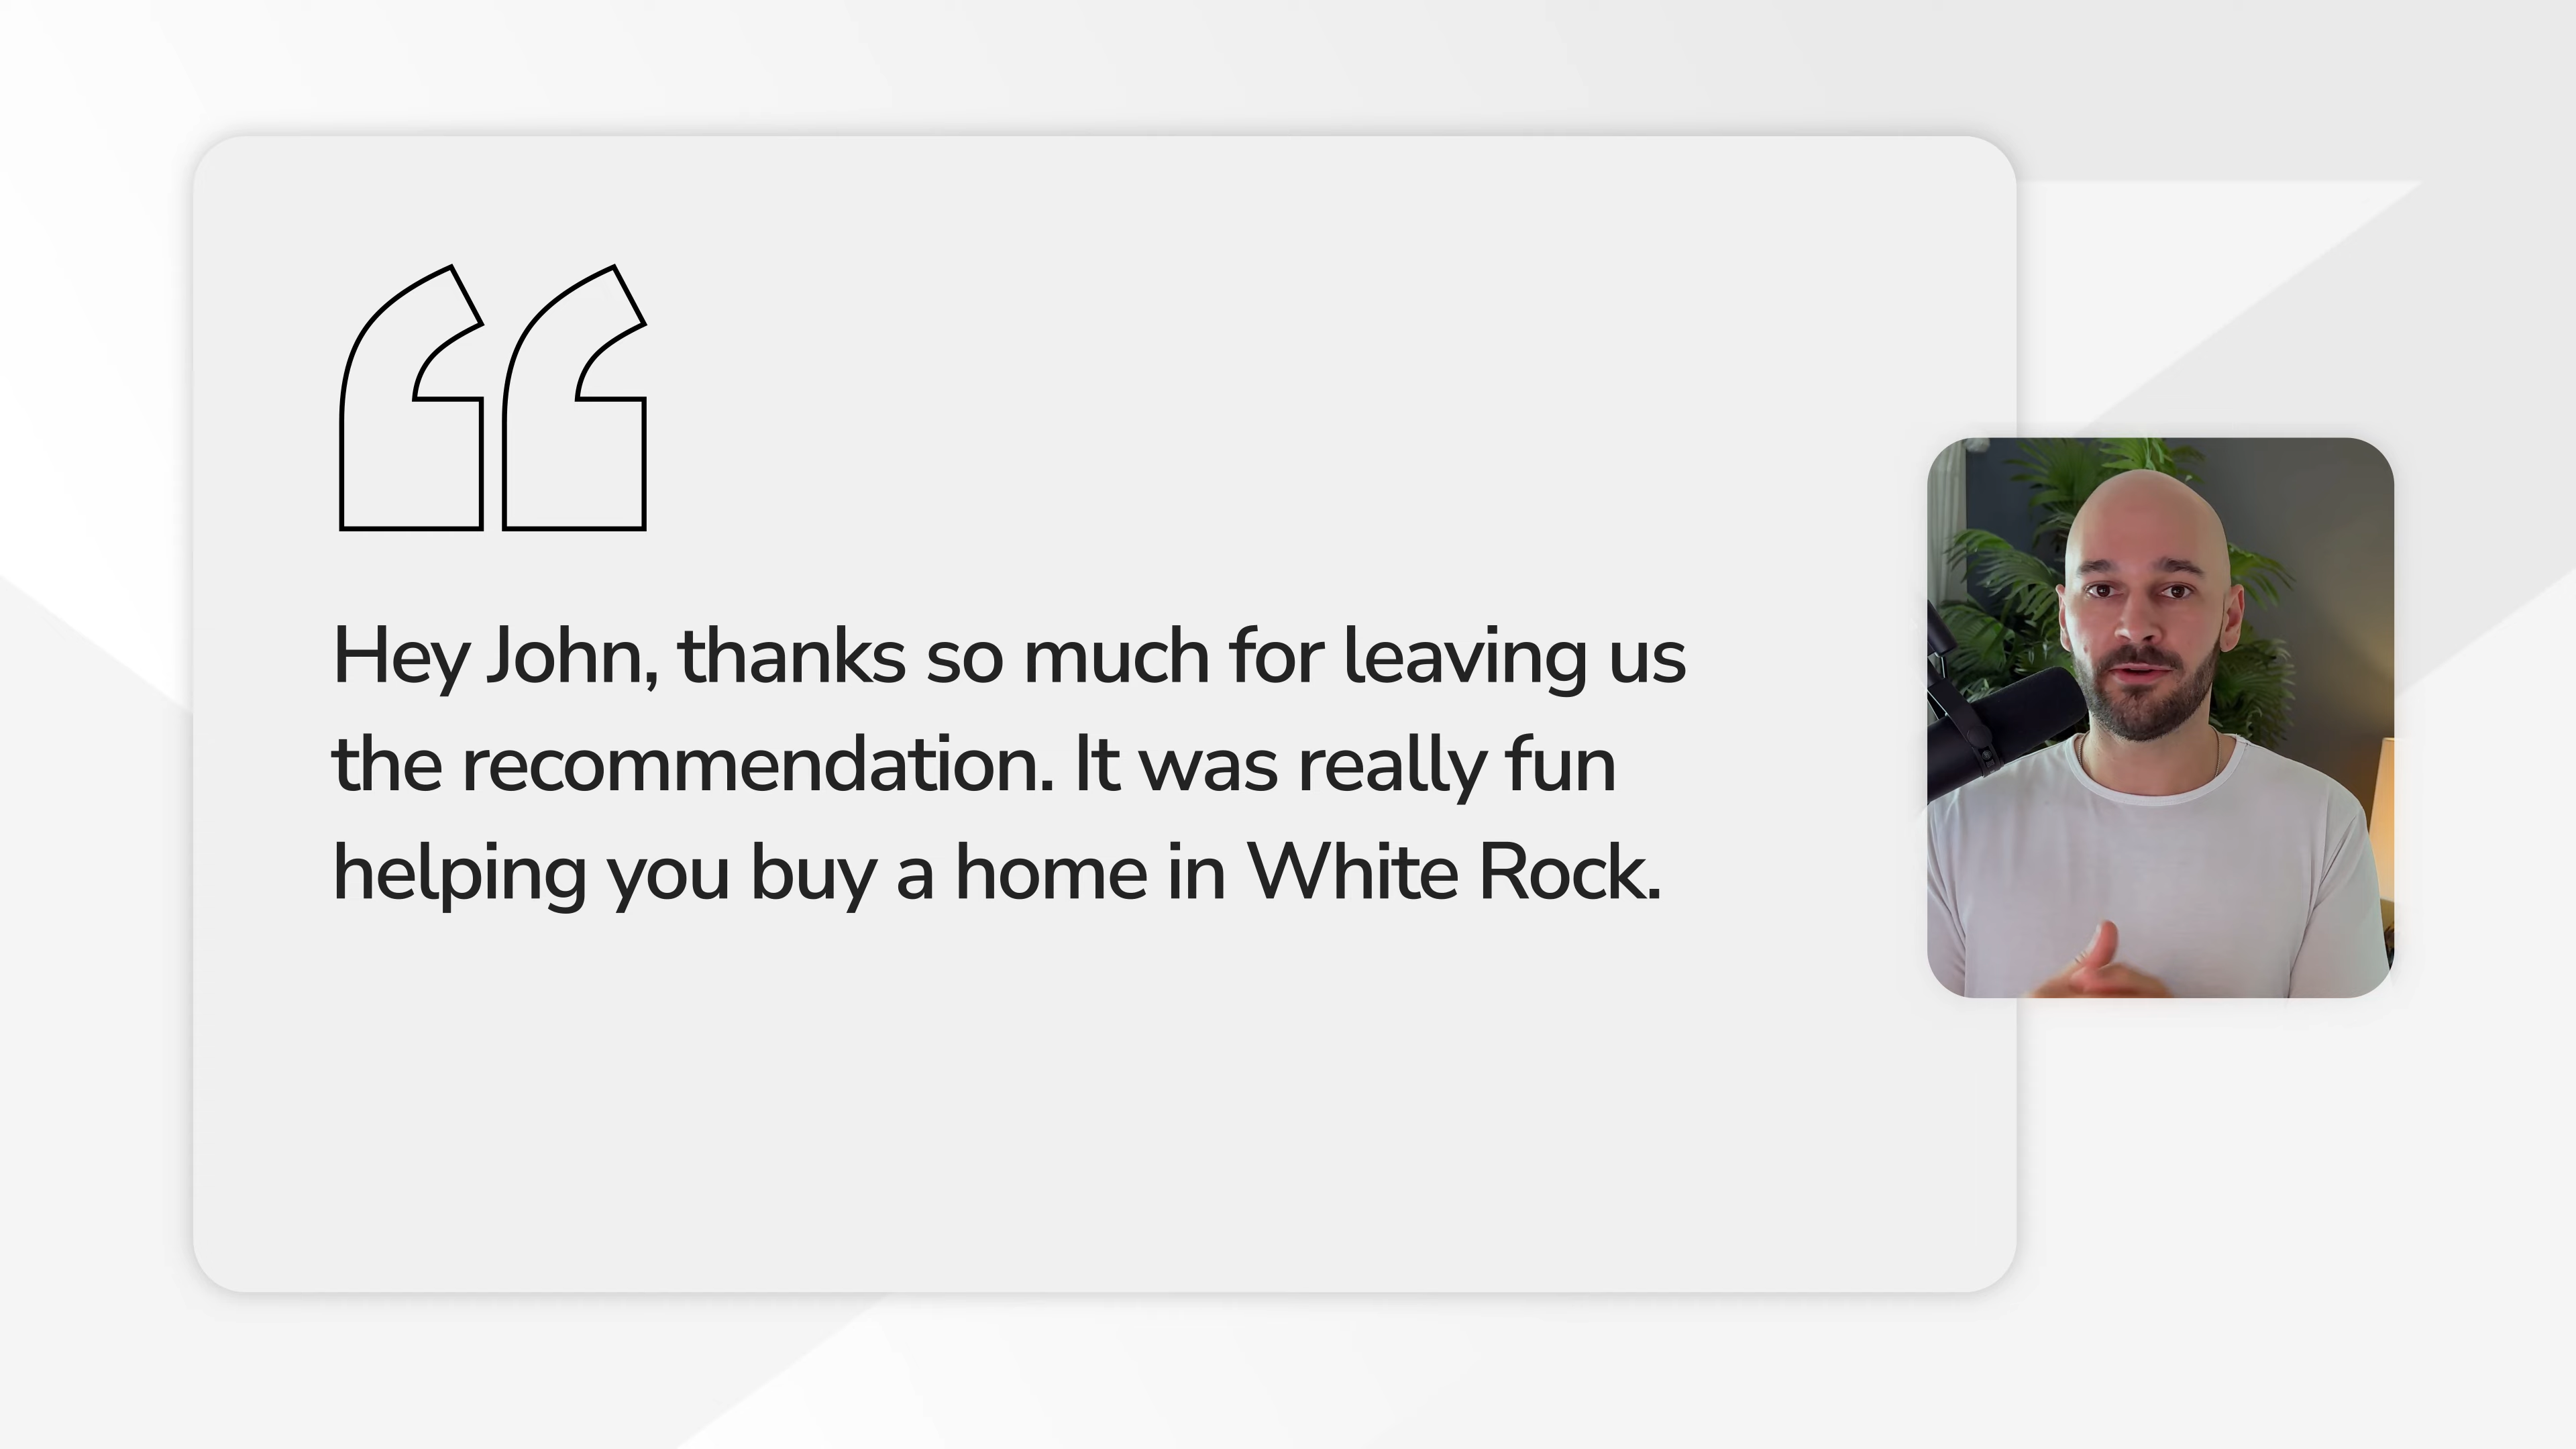 Hey John, thanks so much for leaving us
the recommendation. It was really fun
helping you buy a home in White Rock.